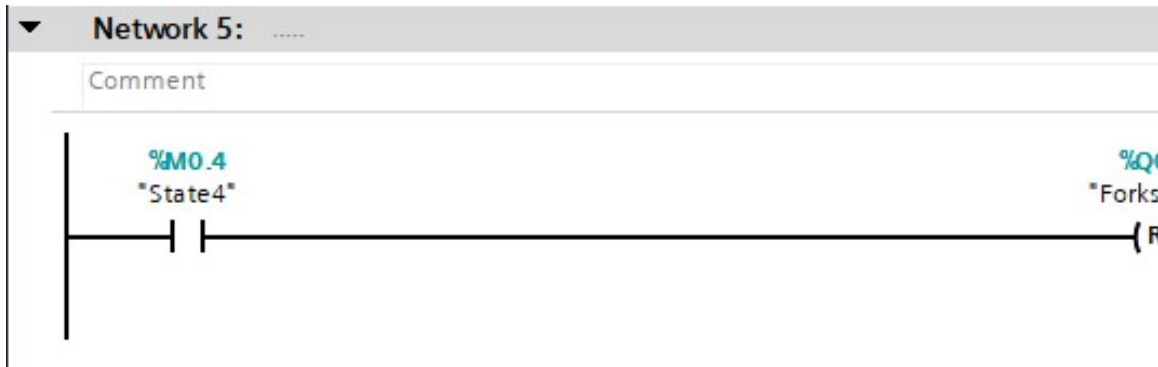 Network 5: .....
Comment
%M0.4
"State4"
%Q
"Forks
R